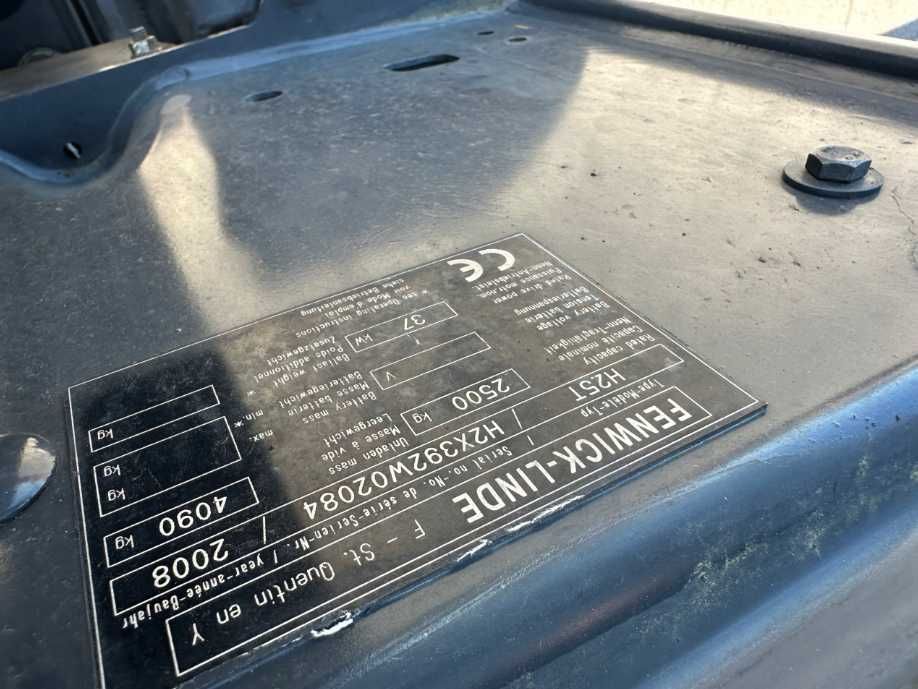 FENWICK-LINDE F - St. Quentin en Y
Type-Modèle-Typ / Serial no.-No. de série-Serien-Nr. / year-année-Baujahr
H25T / H2X392W02084 / 2008
Rated capacity
Capacité nominale
Nenn-Tragfähigkeit
2500 kg
Unladen mass
Masse à vide
Leergewicht
4090 kg
Battery voltage
Tension batterie
Batteriespannung
V
Battery mass
Masse batterie
Batteriegewicht
max. kg
* min. kg
Rated drive power
Puissance motr.nom.
Nenn-Antriebsleist.
37 kW
Ballast weight
Poids additionnel
Zusatzgewicht
kg
CE
* see Operating instructions
voir Mode d'emploi
siehe Betriebsanleitung